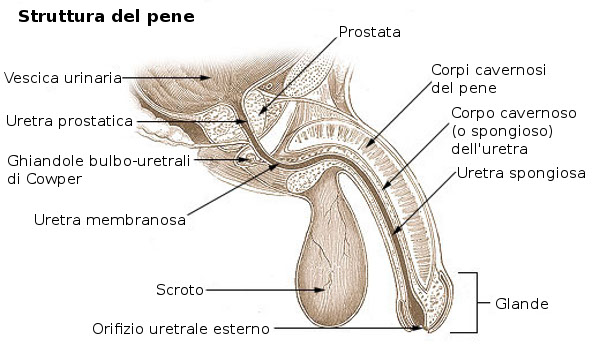 Struttura del pene
Prostata
Vescica urinaria
Corpi cavernosi
del pene
Uretra prostatica
Corpo cavernoso
(o spongioso)
dell'uretra
Ghiandole bulbo-uretrali
di Cowper
Uretra spongiosa
Uretra membranosa
Scroto
Glande
Orifizio uretrale esterno